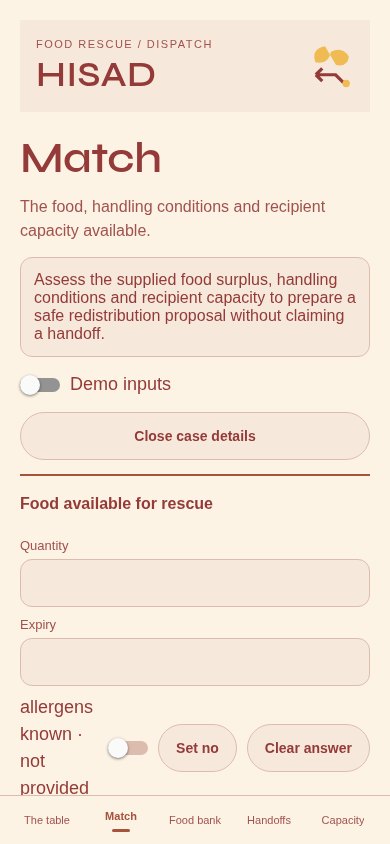 FOOD RESCUE / DISPATCH
HISAD
Match
The food, handling conditions and recipient
capacity available.
Assess the supplied food surplus, handling
conditions and recipient capacity to prepare a
safe redistribution proposal without claiming
a handoff.
Demo inputs
Close case details
Food available for rescue
Quantity
Expiry
allergens
known ·
not
provided
Set no
Clear answer
The table
Match
Food bank
Handoffs
Capacity